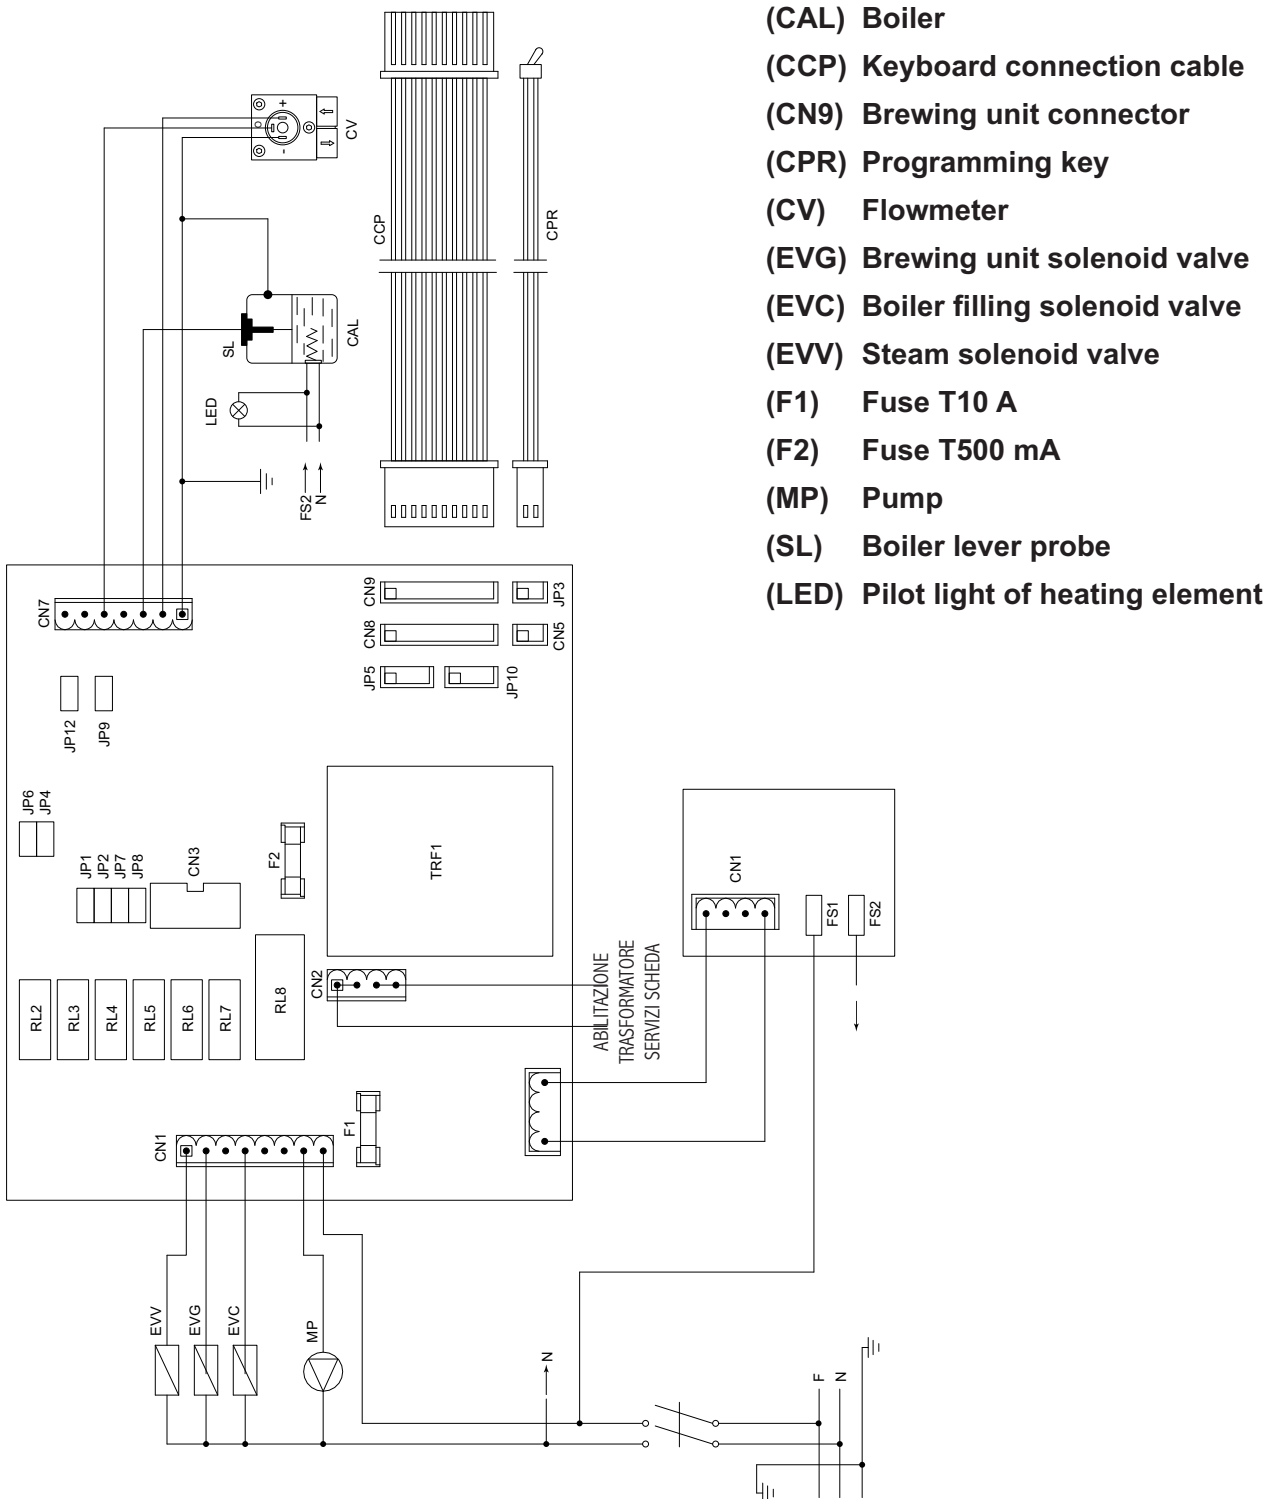 (CAL) Boiler
(CCP) Keyboard connection cable
(CN9) Brewing unit connector
(CPR) Programming key
(CV) Flowmeter
(EVG) Brewing unit solenoid valve
(EVC) Boiler filling solenoid valve
(EVV) Steam solenoid valve
(F1) Fuse T10 A
(F2) Fuse T500 mA
(MP) Pump
(SL) Boiler lever probe
(LED) Pilot light of heating element
+
-
CV
CCP
CPR
SL
CAL
LED
FS2
N
CN7
CN9
JP3
CN8
CN5
JP5
JP10
JP12
JP9
JP6
JP4
JP1
JP2
JP7
JP8
CN3
F2
TRF1
CN1
FS1
FS2
RL2
RL3
RL4
RL5
RL6
RL7
RL8
CN2
ABILITAZIONE
TRASFORMATORE
SERVIZI SCHEDA
CN1
F1
EVV
EVG
EVC
MP
N
F
N